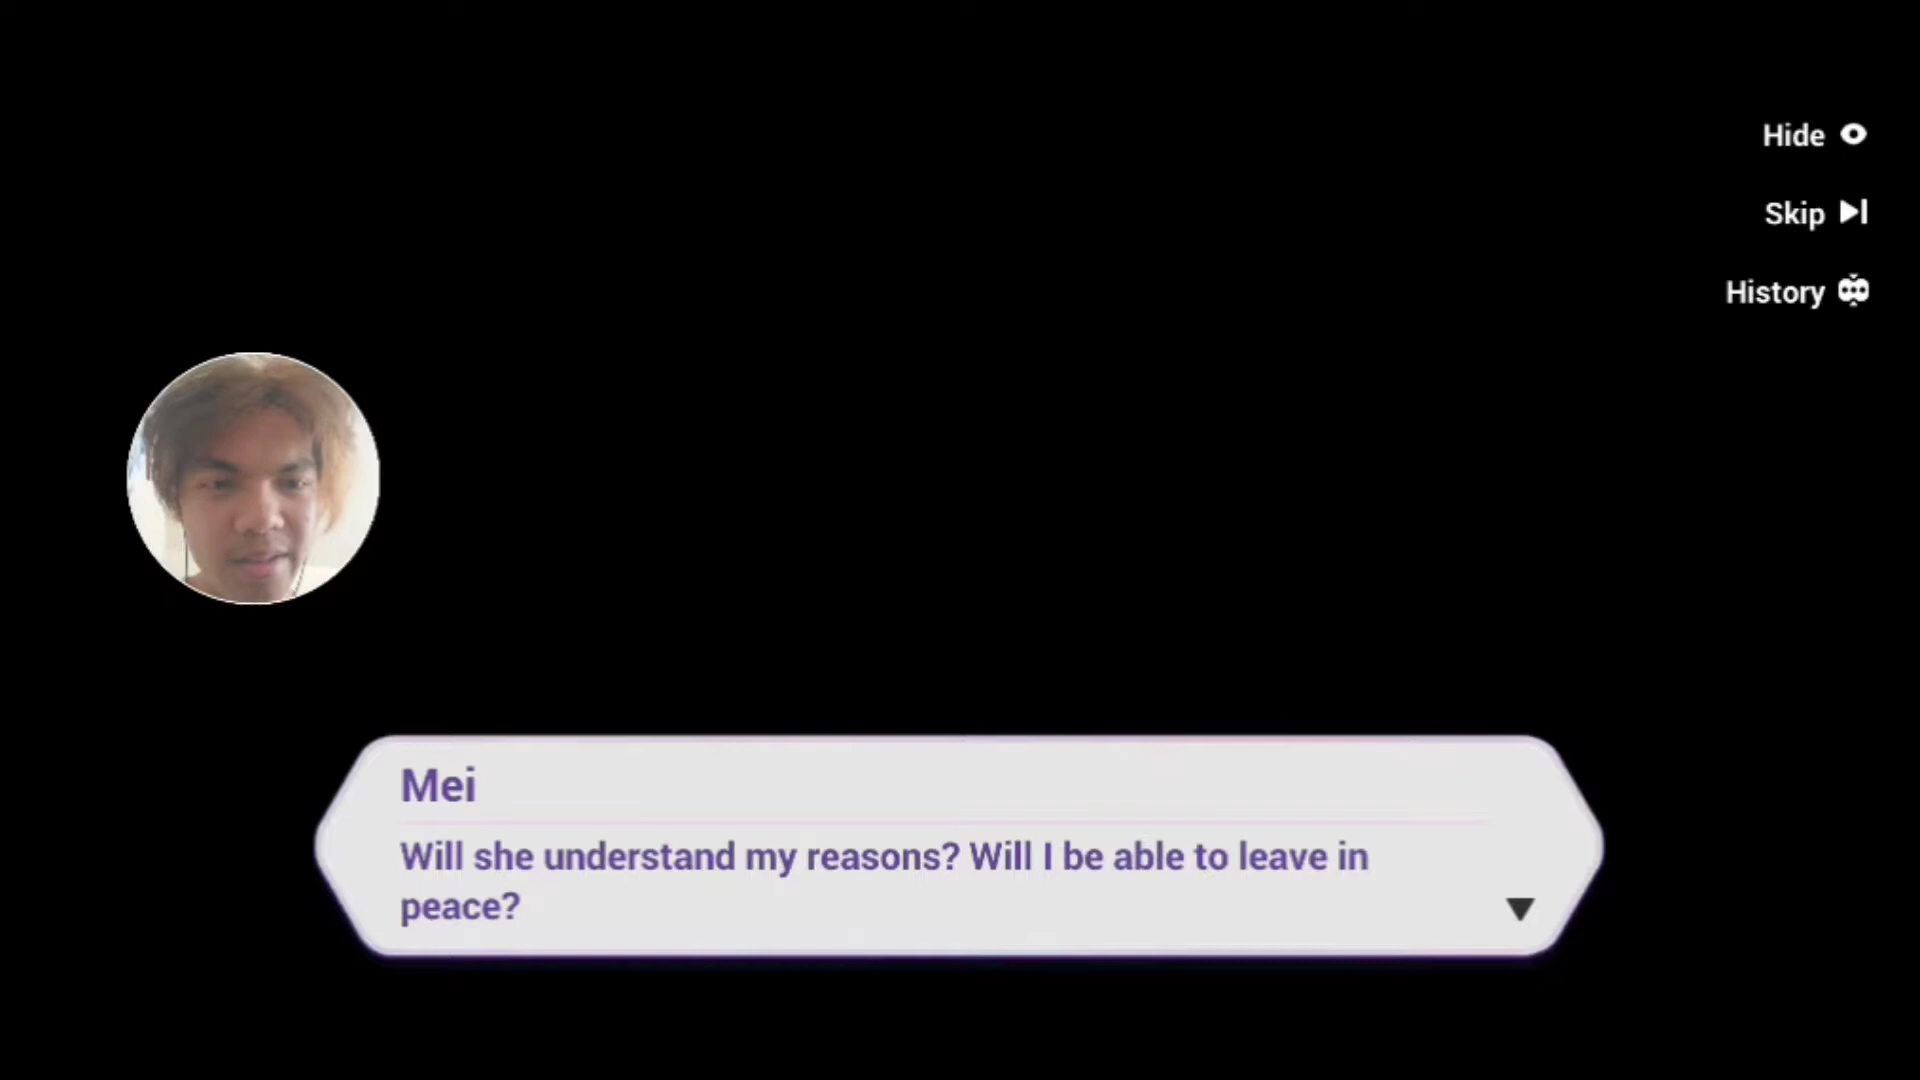 Hide
Skip
History
Mei
Will she understand my reasons? Will I be able to leave in
peace?